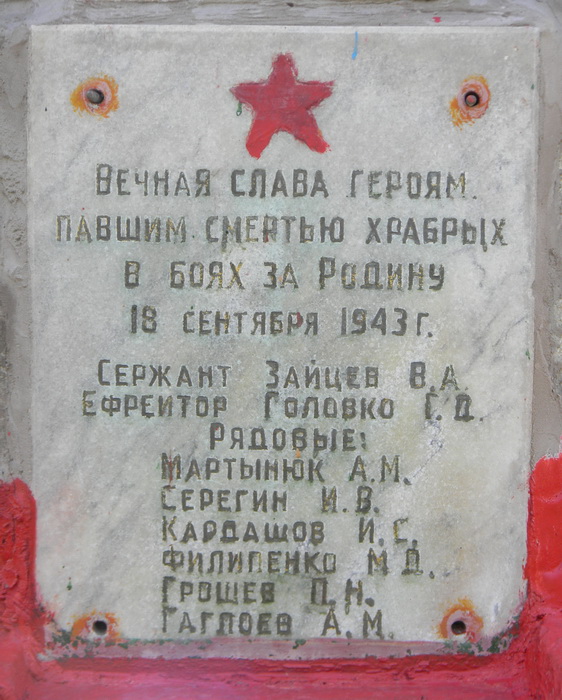 Вечная слава героям.
павшим смертью храбрых
в боях за Родину
18 сентября 1943 г.
Сержант Зайцев В.А.
Ефрейтор Головко Г.Д.
Рядовые:
Мартынюк А.М.
Серегин И.В.
Кардашов И.С.
Филипенко М.Д.
Грошев П.Н.
Гаглоев А.М.